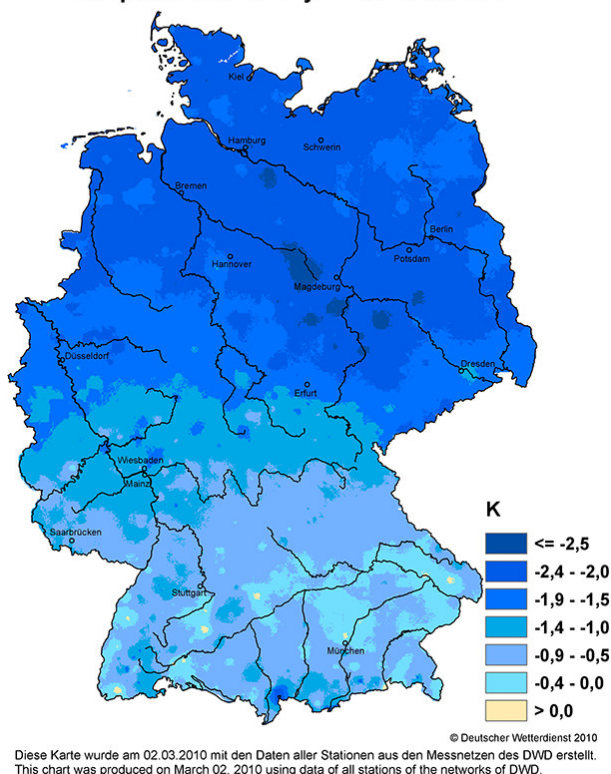 Kiel
Hamburg
Schwerin
Bremen
Berlin
Hannover
Potsdam
Magdeburg
Düsseldorf
Dresden
Erfurt
Wiesbaden
Mainz
Saarbrücken
Stuttgart
München
K
<= -2,5
-2,4 - -2,0
-1,9 - -1,5
-1,4 - -1,0
-0,9 - -0,5
-0,4 - 0,0
> 0,0
© Deutscher Wetterdienst 2010
Diese Karte wurde am 02.03.2010 mit den Daten aller Stationen aus den Messnetzen des DWD erstellt.
This chart was produced on March 02, 2010 using data of all stations of the networks of DWD.